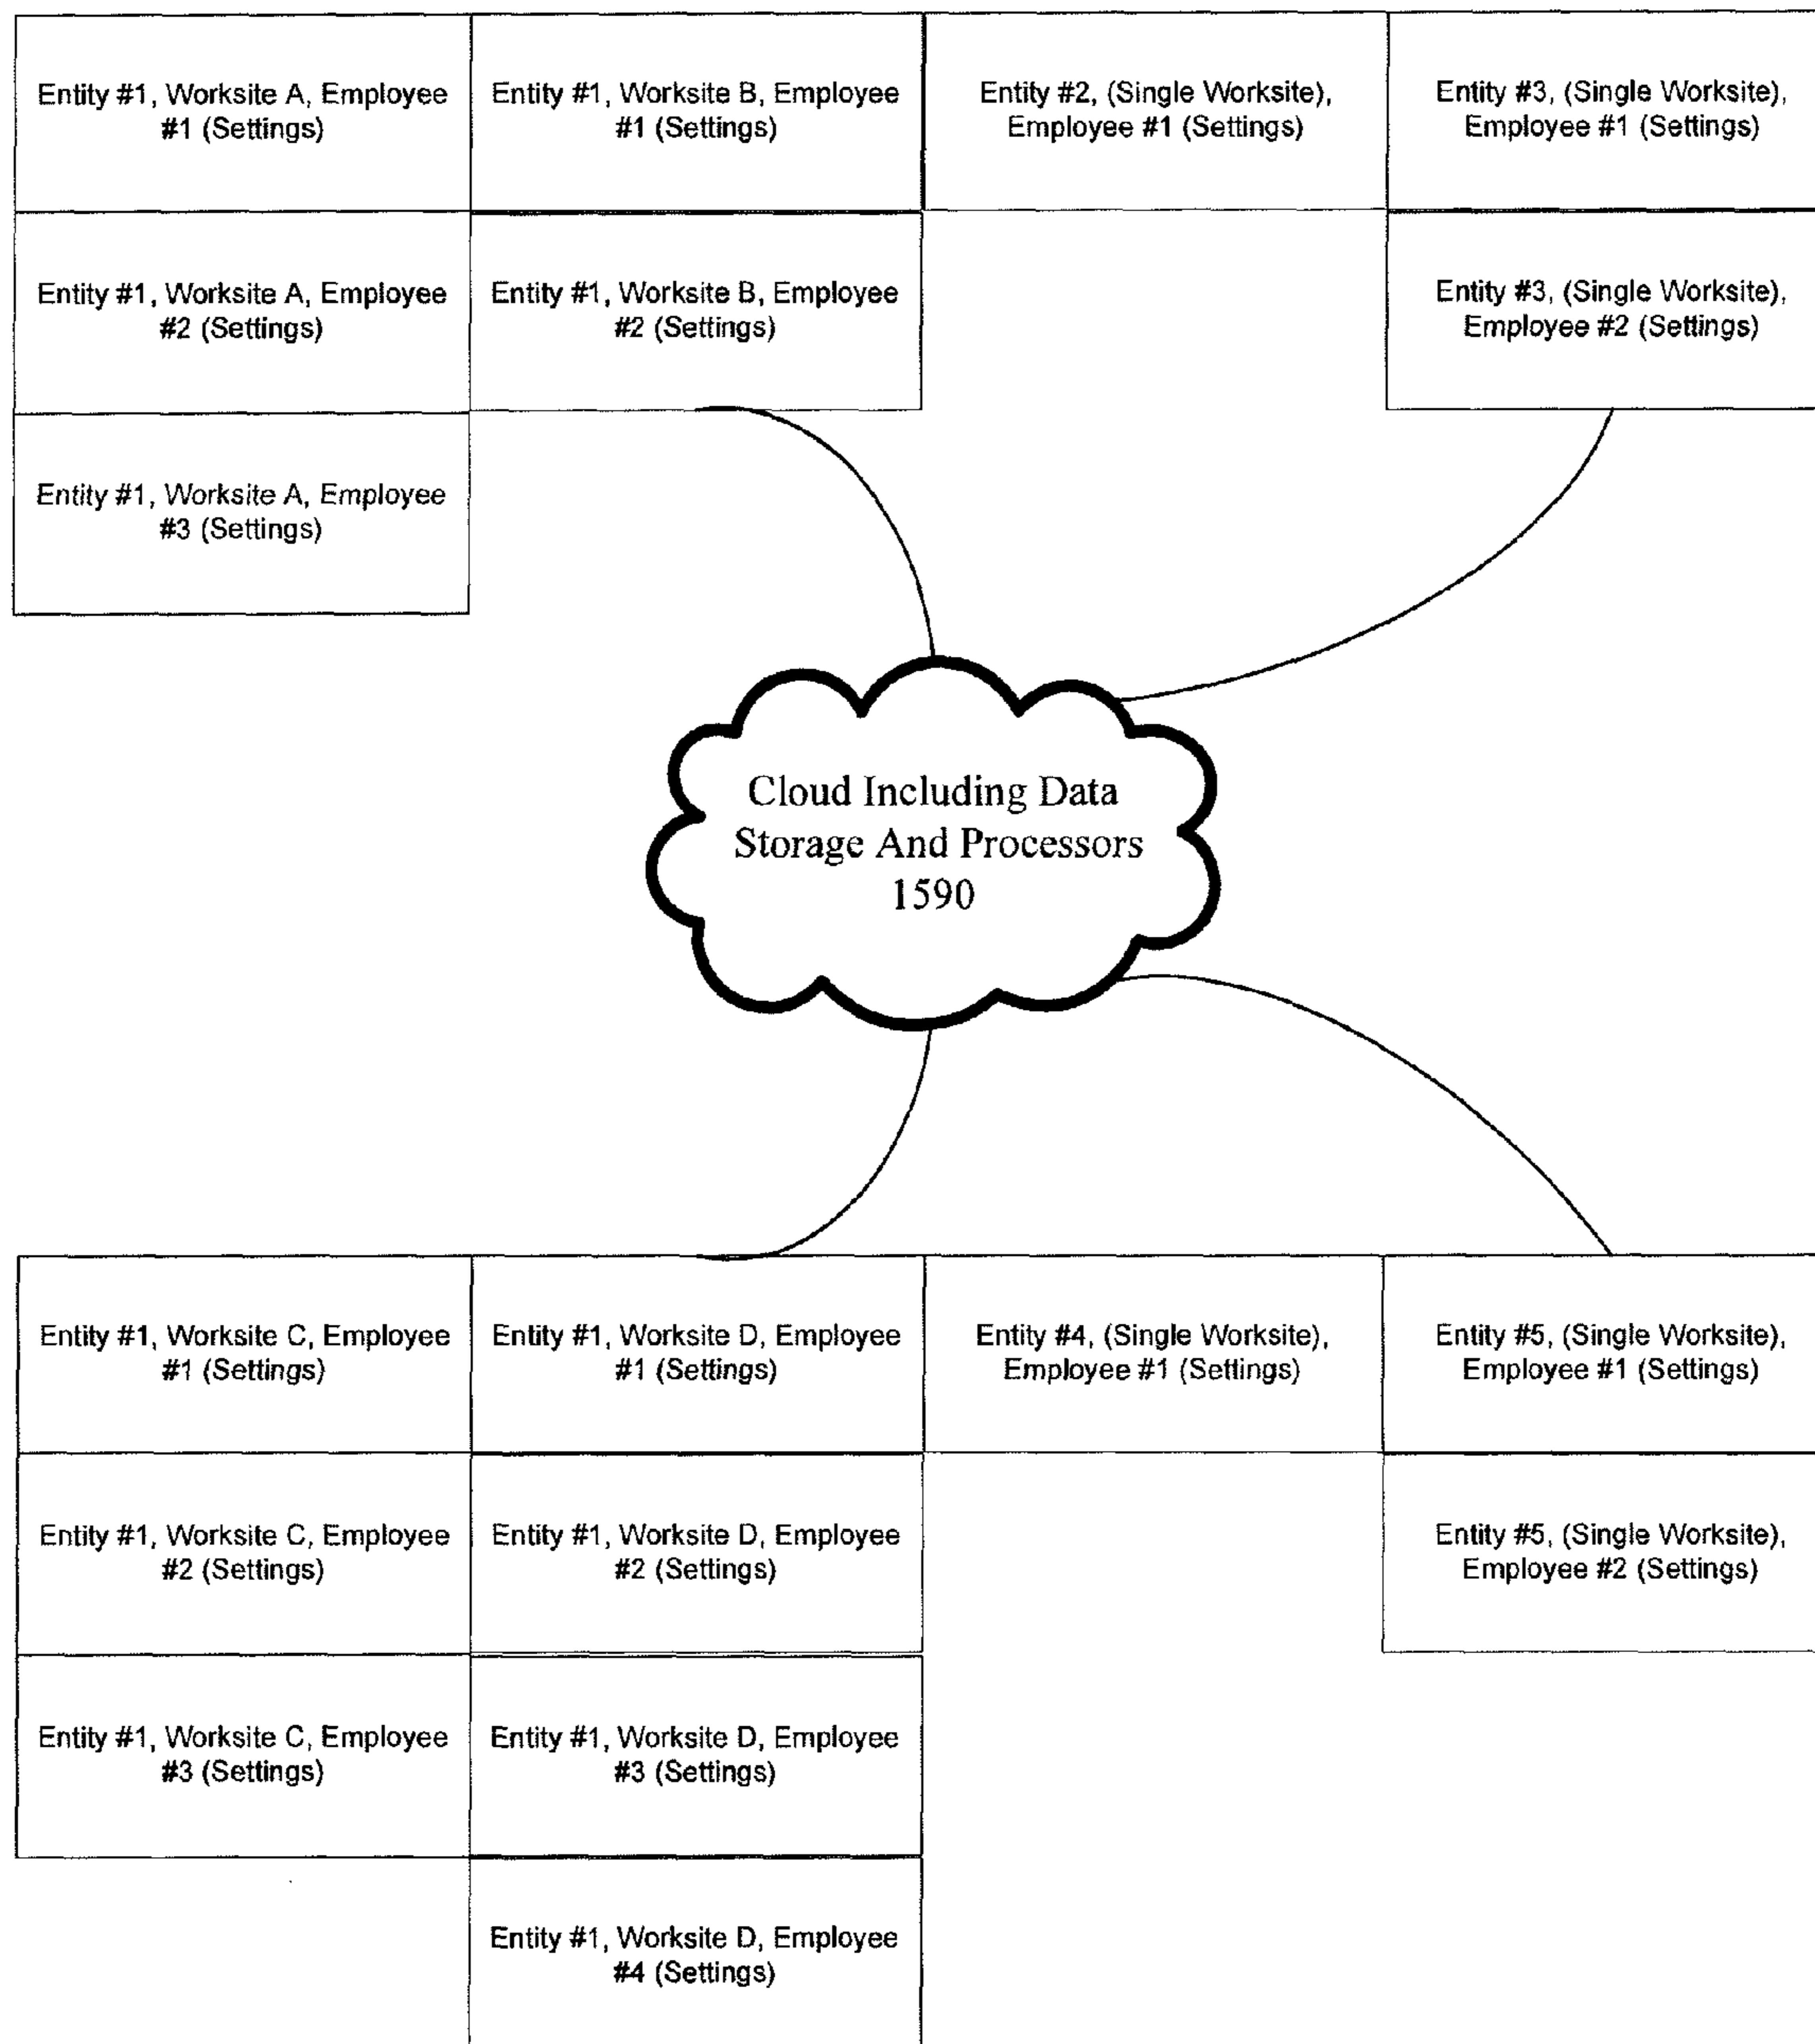 Entity #1, Worksite A, Employee
#1 (Settings)
Entity #1, Worksite B, Employee
#1 (Settings)
Entity #2, (Single Worksite),
Employee #1 (Settings)
Entity #3, (Single Worksite),
Employee #1 (Settings)
Entity #1, Worksite A, Employee
#2 (Settings)
Entity #1, Worksite B, Employee
#2 (Settings)
Entity #3, (Single Worksite),
Employee #2 (Settings)
Entity #1, Worksite A, Employee
#3 (Settings)
Cloud Including Data
Storage And Processors
1590
Entity #1, Worksite C, Employee
#1 (Settings)
Entity #1, Worksite D, Employee
#1 (Settings)
Entity #4, (Single Worksite),
Employee #1 (Settings)
Entity #5, (Single Worksite),
Employee #1 (Settings)
Entity #1, Worksite C, Employee
#2 (Settings)
Entity #1, Worksite D, Employee
#2 (Settings)
Entity #5, (Single Worksite),
Employee #2 (Settings)
Entity #1, Worksite C, Employee
#3 (Settings)
Entity #1, Worksite D, Employee
#3 (Settings)
Entity #1, Worksite D, Employee
#4 (Settings)